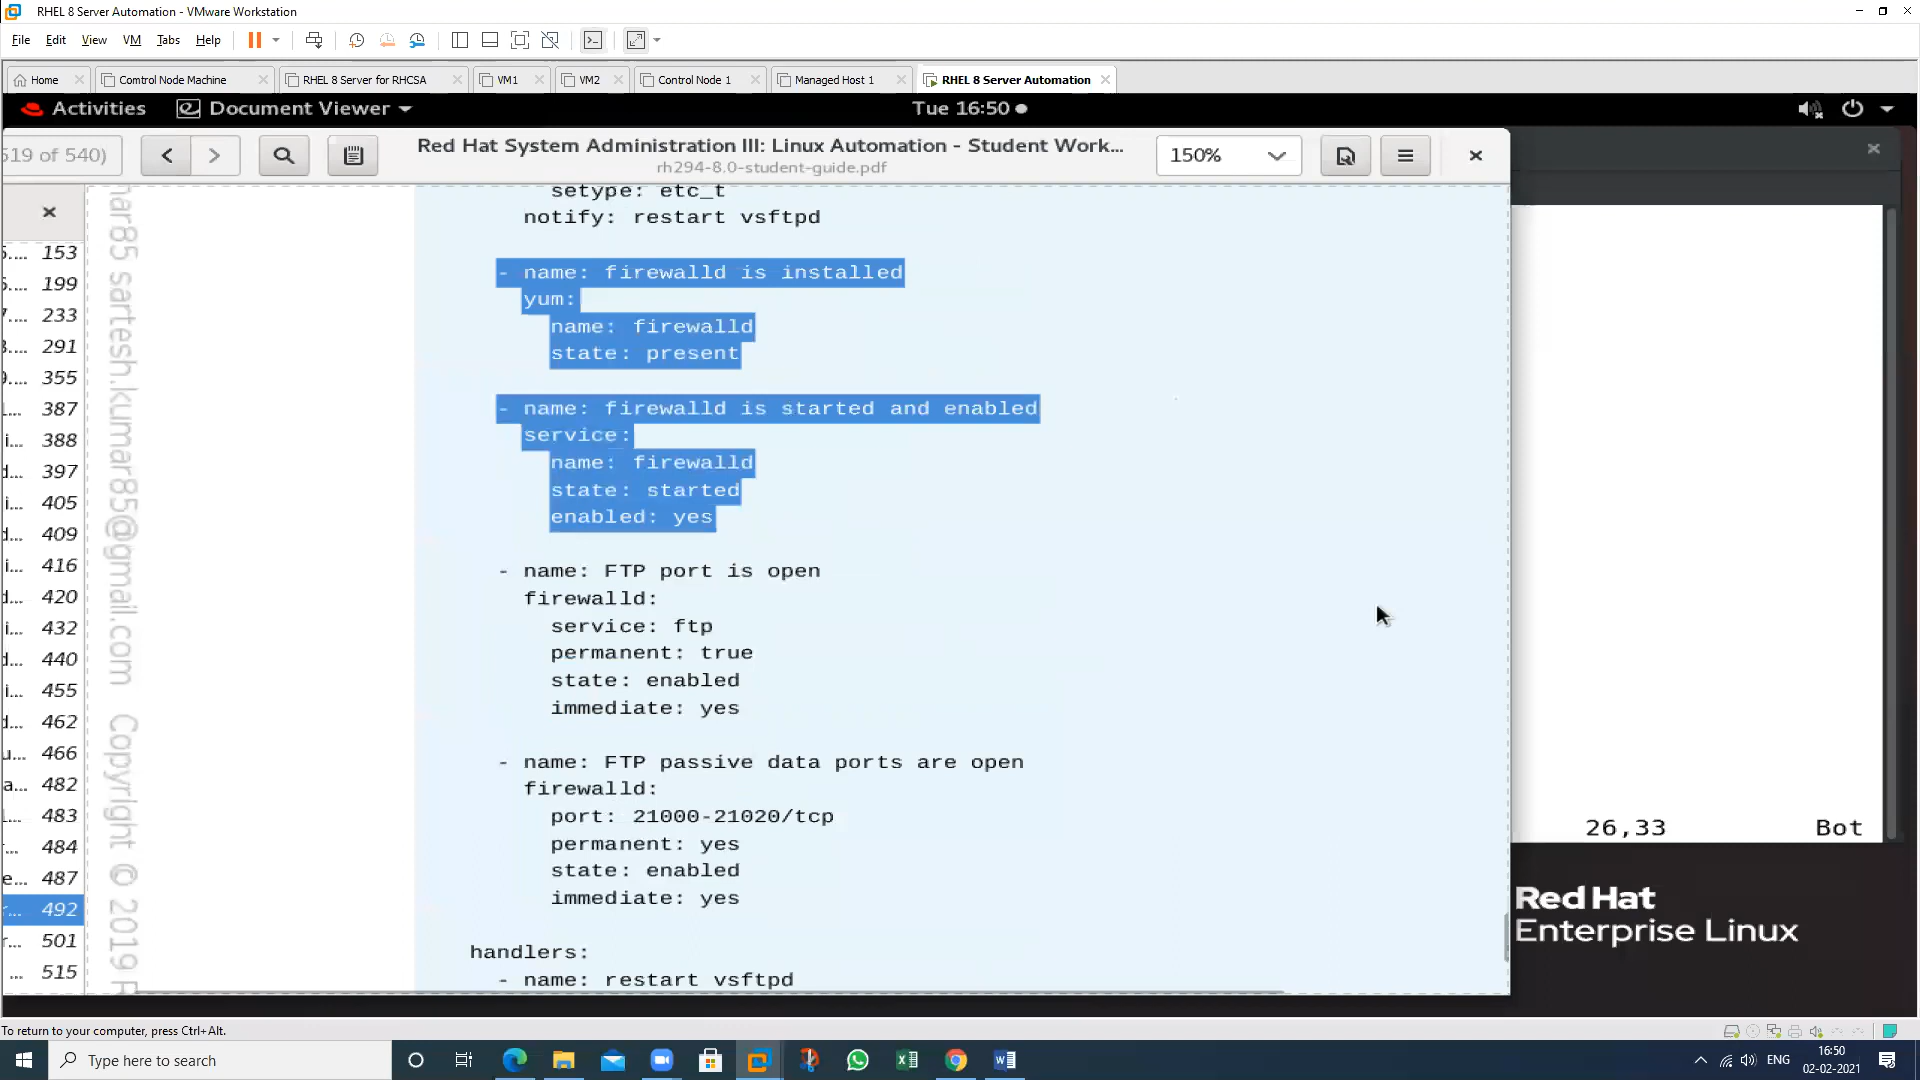 RHEL 8 Server Automation - VMware Workstation
File Edit View VM Tabs Help
Home Comtrol Node Machine RHEL 8 Server for RHCSA VM1 VM2 Control Node 1 Managed Host 1 RHEL 8 Server Automation
Activities Document Viewer Tue 16:50
519 of 540) Red Hat System Administration III: Linux Automation - Student Work... 150%
rh294-8.0-student-guide.pdf
setype: etc_t
notify: restart vsftpd
- name: firewalld is installed
yum:
name: firewalld
state: present
- name: firewalld is started and enabled
service:
name: firewalld
state: started
enabled: yes
- name: FTP port is open
firewalld:
service: ftp
permanent: true
state: enabled
immediate: yes
- name: FTP passive data ports are open
firewalld:
port: 21000-21020/tcp
permanent: yes
state: enabled
immediate: yes
handlers:
- name: restart vsftpd
153
199
233
291
355
387
388
397
405
409
416
420
432
440
455
462
466
482
483
484
487
492
501
515
sartesh.kumar85@gmail.com Copyright © 2019 R
26,33 Bot
Red Hat
Enterprise Linux
To return to your computer, press Ctrl+Alt.
Type here to search
ENG
16:50
02-02-2021